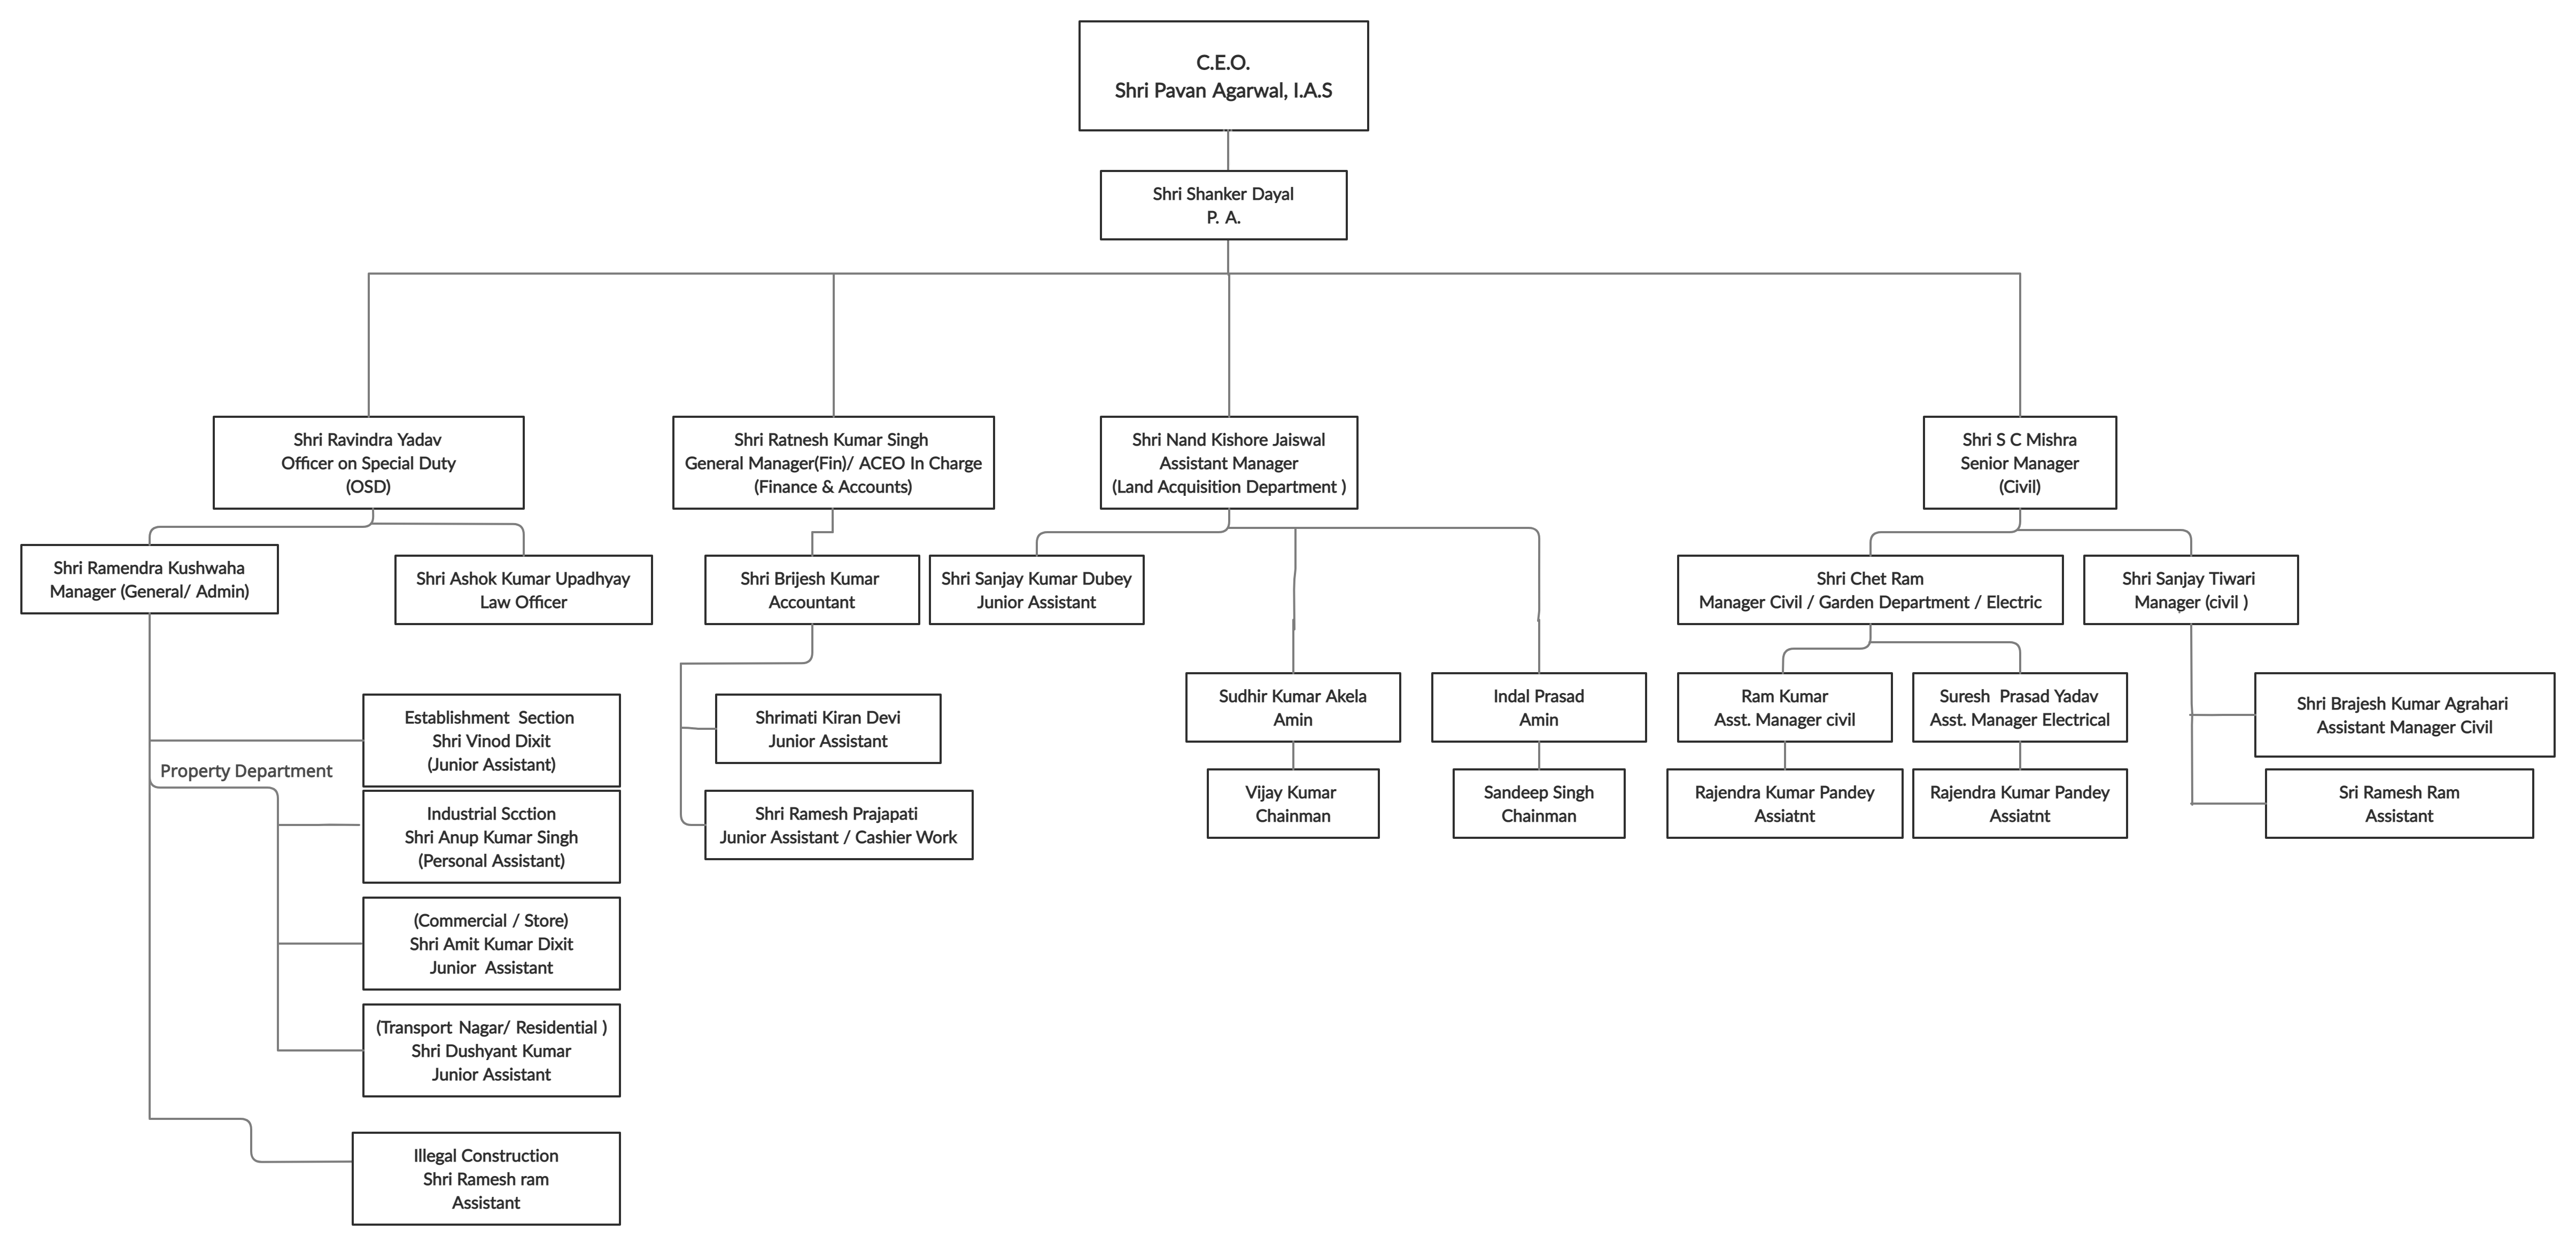 C.E.O.
Shri Pavan Agarwal, I.A.S
Shri Shanker Dayal
P. A.
Shri Ravindra Yadav
Officer on Special Duty
(OSD)
Shri Ratnesh Kumar Singh
General Manager(Fin)/ ACEO In Charge
(Finance & Accounts)
Shri Nand Kishore Jaiswal
Assistant Manager
(Land Acquisition Department )
Shri S C Mishra
Senior Manager
(Civil)
Shri Ramendra Kushwaha
Manager (General/ Admin)
Shri Ashok Kumar Upadhyay
Law Officer
Shri Brijesh Kumar
Accountant
Shri Sanjay Kumar Dubey
Junior Assistant
Shri Chet Ram
Manager Civil / Garden Department / Electric
Shri Sanjay Tiwari
Manager (civil )
Establishment Section
Shri Vinod Dixit
(Junior Assistant)
Property Department
Industrial Scction
Shri Anup Kumar Singh
(Personal Assistant)
(Commercial / Store)
Shri Amit Kumar Dixit
Junior Assistant
(Transport Nagar/ Residential )
Shri Dushyant Kumar
Junior Assistant
Illegal Construction
Shri Ramesh ram
Assistant
Shrimati Kiran Devi
Junior Assistant
Shri Ramesh Prajapati
Junior Assistant / Cashier Work
Sudhir Kumar Akela
Amin
Vijay Kumar
Chainman
Indal Prasad
Amin
Sandeep Singh
Chainman
Ram Kumar
Asst. Manager civil
Rajendra Kumar Pandey
Assiatnt
Suresh Prasad Yadav
Asst. Manager Electrical
Rajendra Kumar Pandey
Assiatnt
Shri Brajesh Kumar Agrahari
Assistant Manager Civil
Sri Ramesh Ram
Assistant